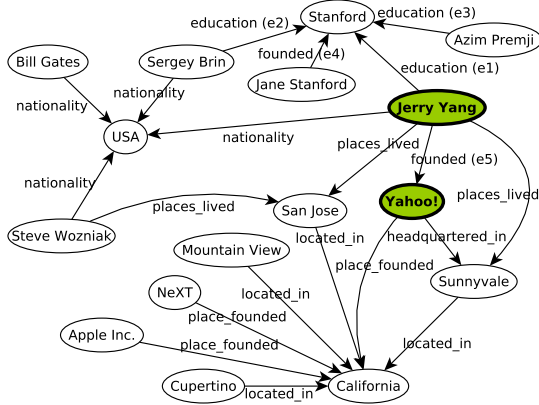 education (e2)
Stanford
education (e3)
Azim Premji
Bill Gates
Sergey Brin
founded (e4)
Jane Stanford
education (e1)
nationality
nationality
Jerry Yang
USA
nationality
places_lived
founded (e5)
nationality
places_lived
places_lived
San Jose
Yahoo!
Steve Wozniak
located_in
headquartered_in
Mountain View
place_founded
Sunnyvale
NeXT
located_in
place_founded
Apple Inc.
place_founded
located_in
Cupertino
located_in
California